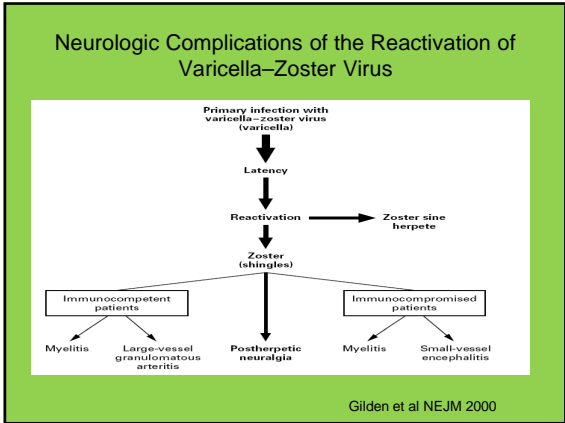 Neurologic Complications of the Reactivation of
Varicella–Zoster Virus
Primary infection with
varicella–zoster virus
(varicella)
Latency
Reactivation
Zoster sine
herpete
Zoster
(shingles)
Immunocompetent
patients
Immunocompromised
patients
Myelitis
Large-vessel
granulomatous
arteritis
Postherpetic
neuralgia
Myelitis
Small-vessel
encephalitis
Gilden et al NEJM 2000